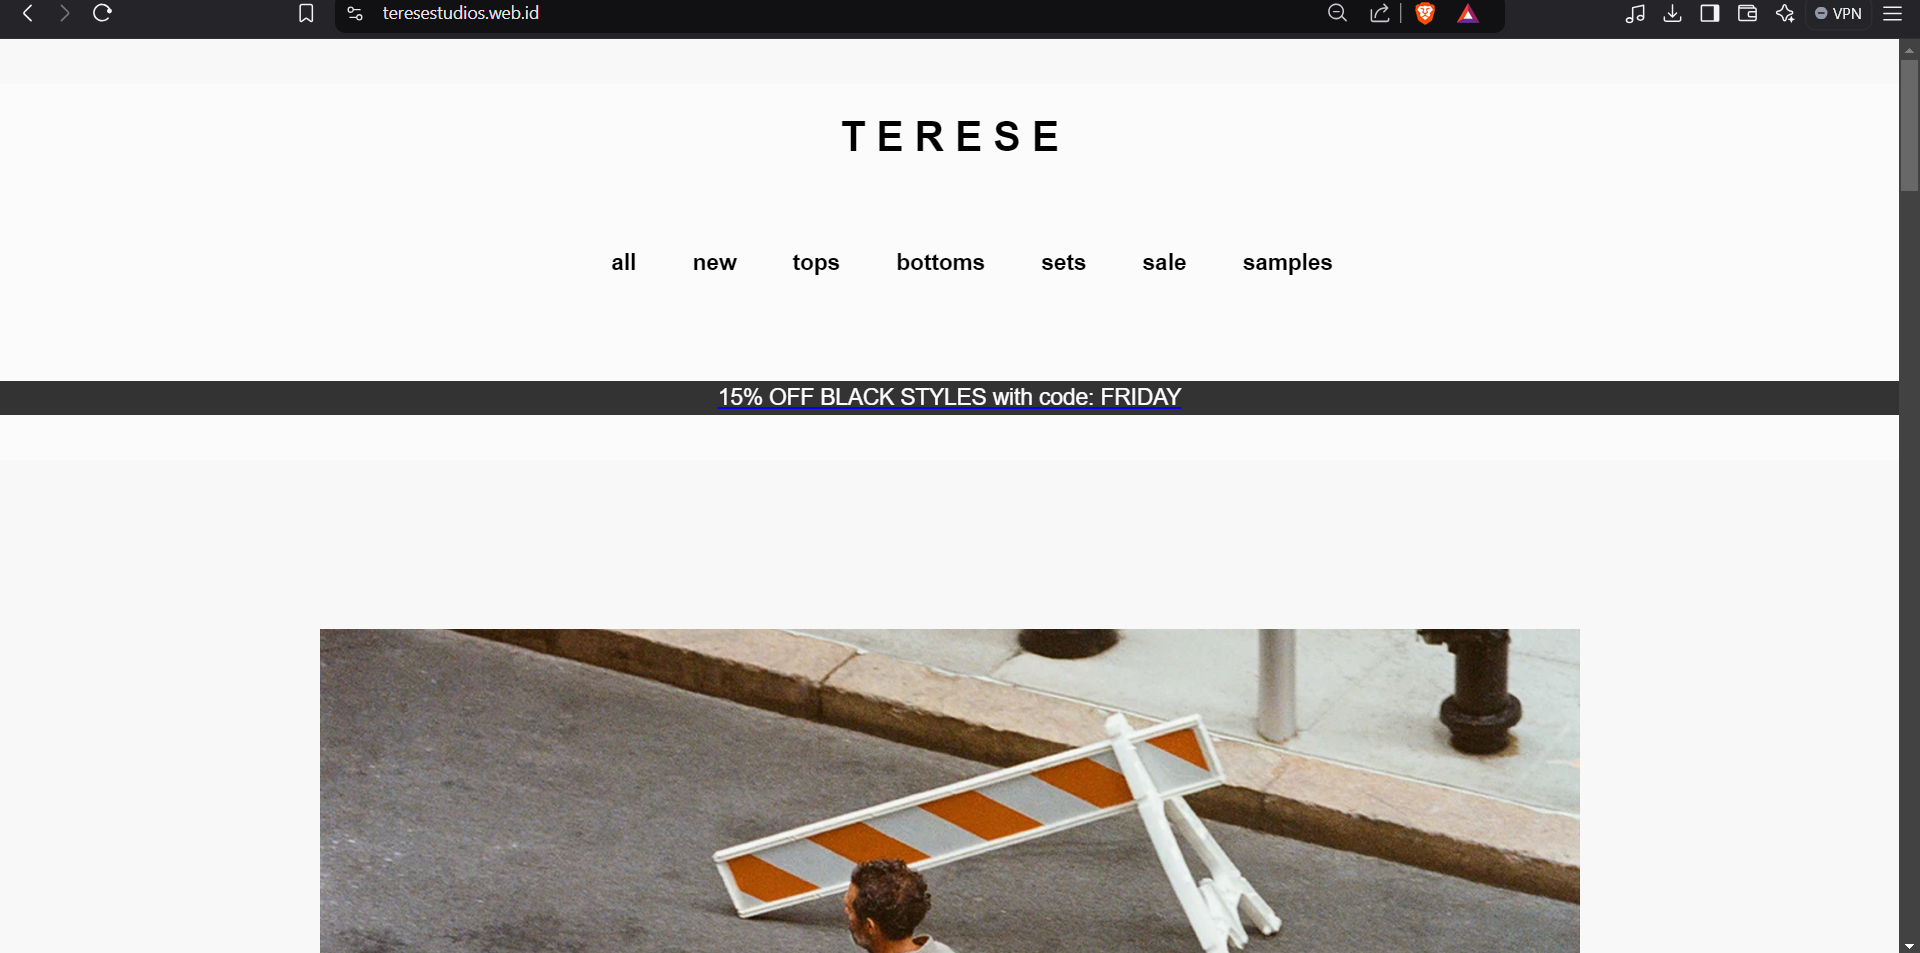 teresestudios.web.id
VPN
TERESE
all new tops bottoms sets sale samples
15% OFF BLACK STYLES with code: FRIDAY